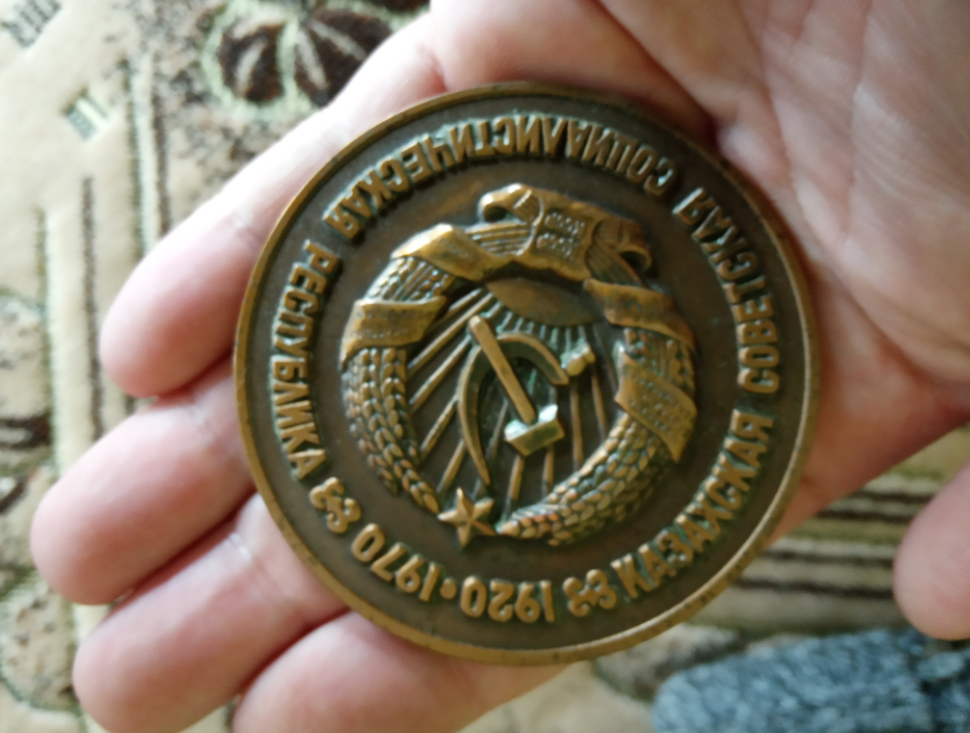 КАЗАХСКАЯ СОВЕТСКАЯ СОЦИАЛИСТИЧЕСКАЯ РЕСПУБЛИКА
1920•1970